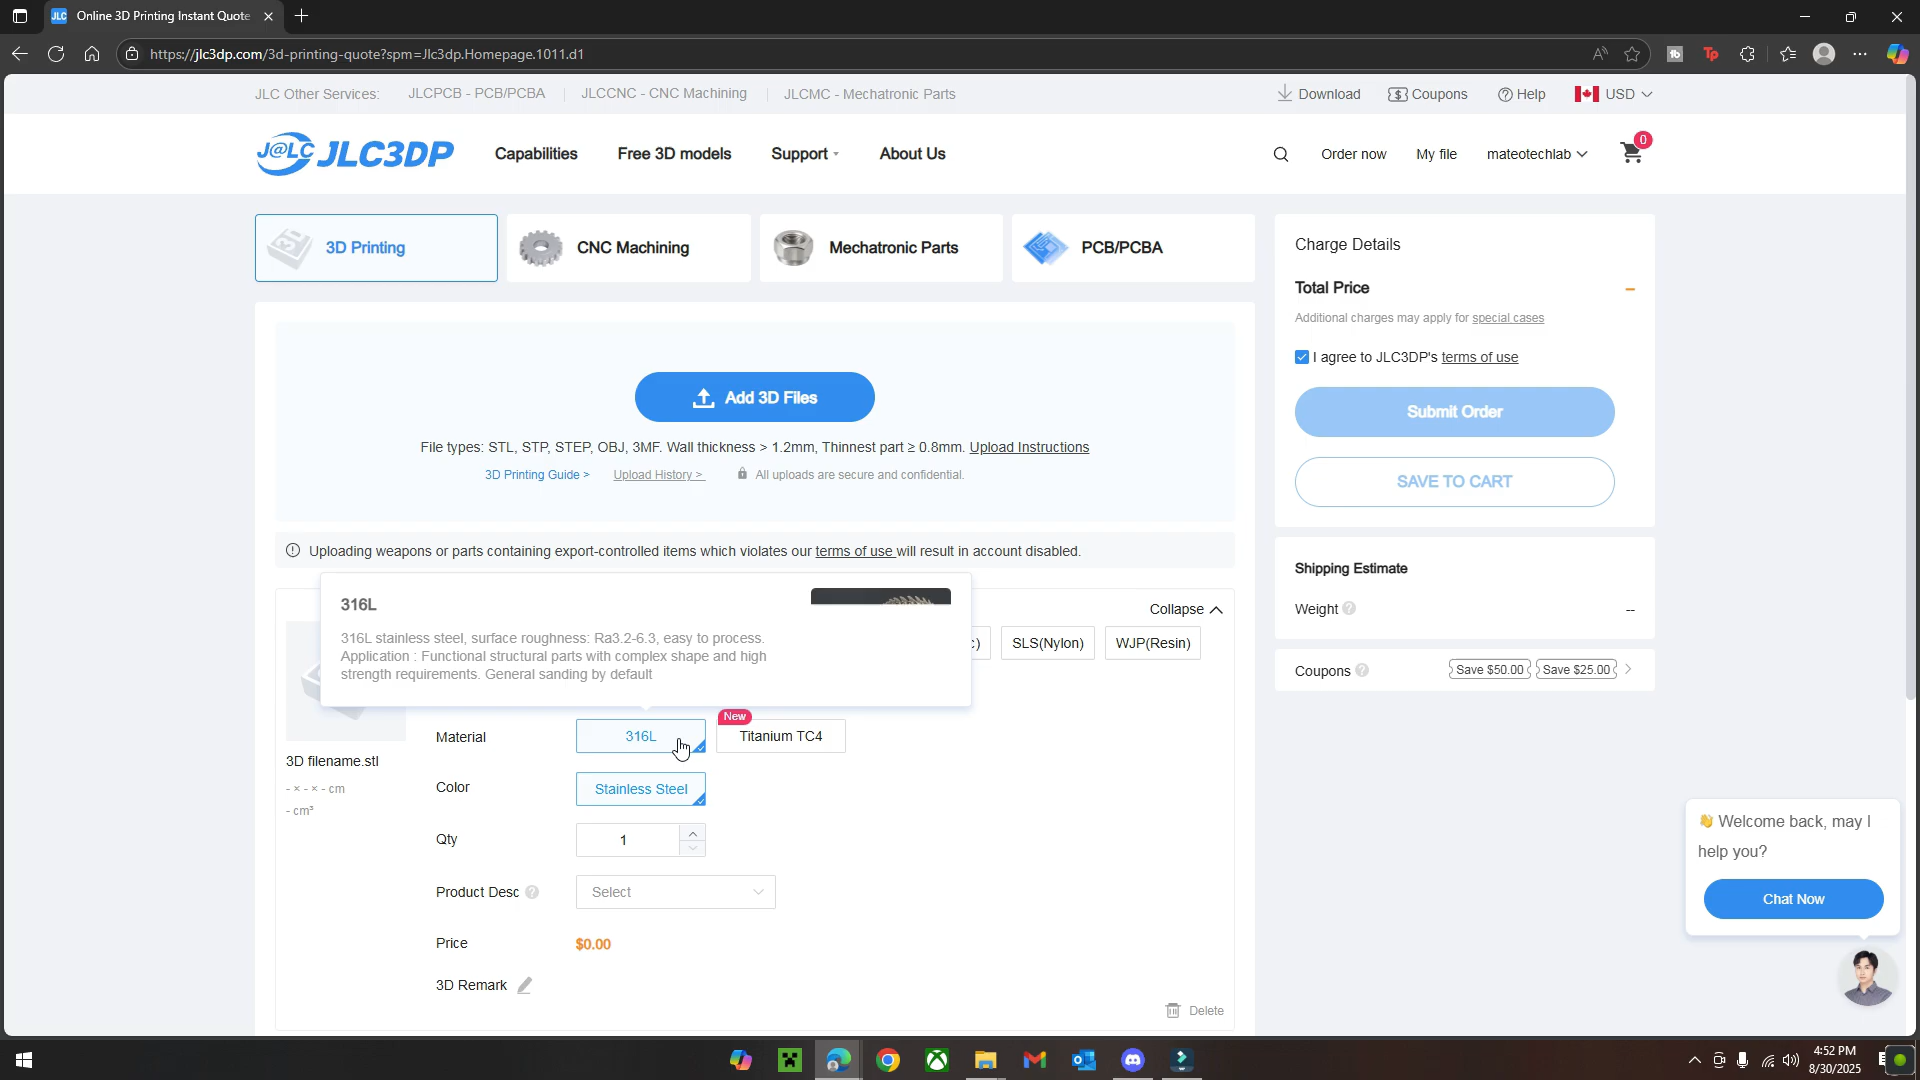 JLC Online 3D Printing Instant Quote
https://jlc3dp.com/3d-printing-quote?spm=Jlc3dp.Homepage.1011.d1
JLC Other Services: JLCPCB - PCB/PCBA JLCCNC - CNC Machining JLCMC - Mechatronic Parts Download Coupons Help USD
J@LC JLC3DP Capabilities Free 3D models Support About Us Order now My file mateotechlab 0
3D Printing CNC Machining Mechatronic Parts PCB/PCBA
Charge Details
Total Price -
Additional charges may apply for special cases
I agree to JLC3DP's terms of use
Submit Order
SAVE TO CART
Add 3D Files
File types: STL, STP, STEP, OBJ, 3MF. Wall thickness > 1.2mm, Thinnest part ≥ 0.8mm. Upload Instructions
3D Printing Guide > Upload History > All uploads are secure and confidential.
Uploading weapons or parts containing export-controlled items which violates our terms of use will result in account disabled.
Shipping Estimate
Weight --
Coupons Save $50.00 Save $25.00
316L
316L stainless steel, surface roughness: Ra3.2-6.3, easy to process.
Application : Functional structural parts with complex shape and high
strength requirements. General sanding by default
Collapse
c) SLS(Nylon) WJP(Resin)
New
Material 316L Titanium TC4
3D filename.stl
- × - × - cm
- cm³
Color Stainless Steel
Qty 1
Product Desc Select
Price $0.00
3D Remark
Delete
👋 Welcome back, may I
help you?
Chat Now
4:52 PM
8/30/2025